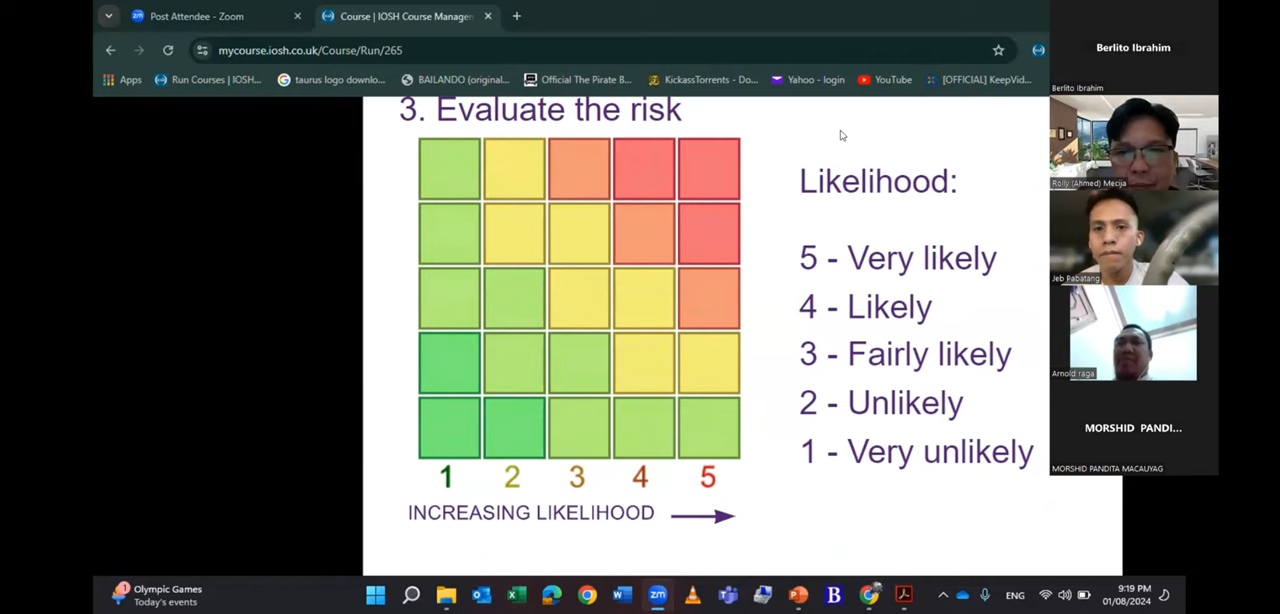 Post Attendee - Zoom
Course | IOSH Course Managen
mycourse.iosh.co.uk/Course/Run/265
Apps
Run Courses | IOSH...
taurus logo downlo...
BAILANDO (original...
Official The Pirate B...
KickassTorrents - Do...
Yahoo - login
YouTube
[OFFICIAL] KeepVid...
3. Evaluate the risk
Likelihood:
5 - Very likely
4 - Likely
3 - Fairly likely
2 - Unlikely
1 - Very unlikely
1 2 3 4 5
INCREASING LIKELIHOOD
Berlito Ibrahim
Berlito Ibrahim
Rolly (Ahmed) Mecija
Jeb Pabatang
Arnold raga
MORSHID PANDI...
MORSHID PANDITA MACAUYAG
1
Olympic Games
Today's events
zm
ENG
9:19 PM
01/08/2024